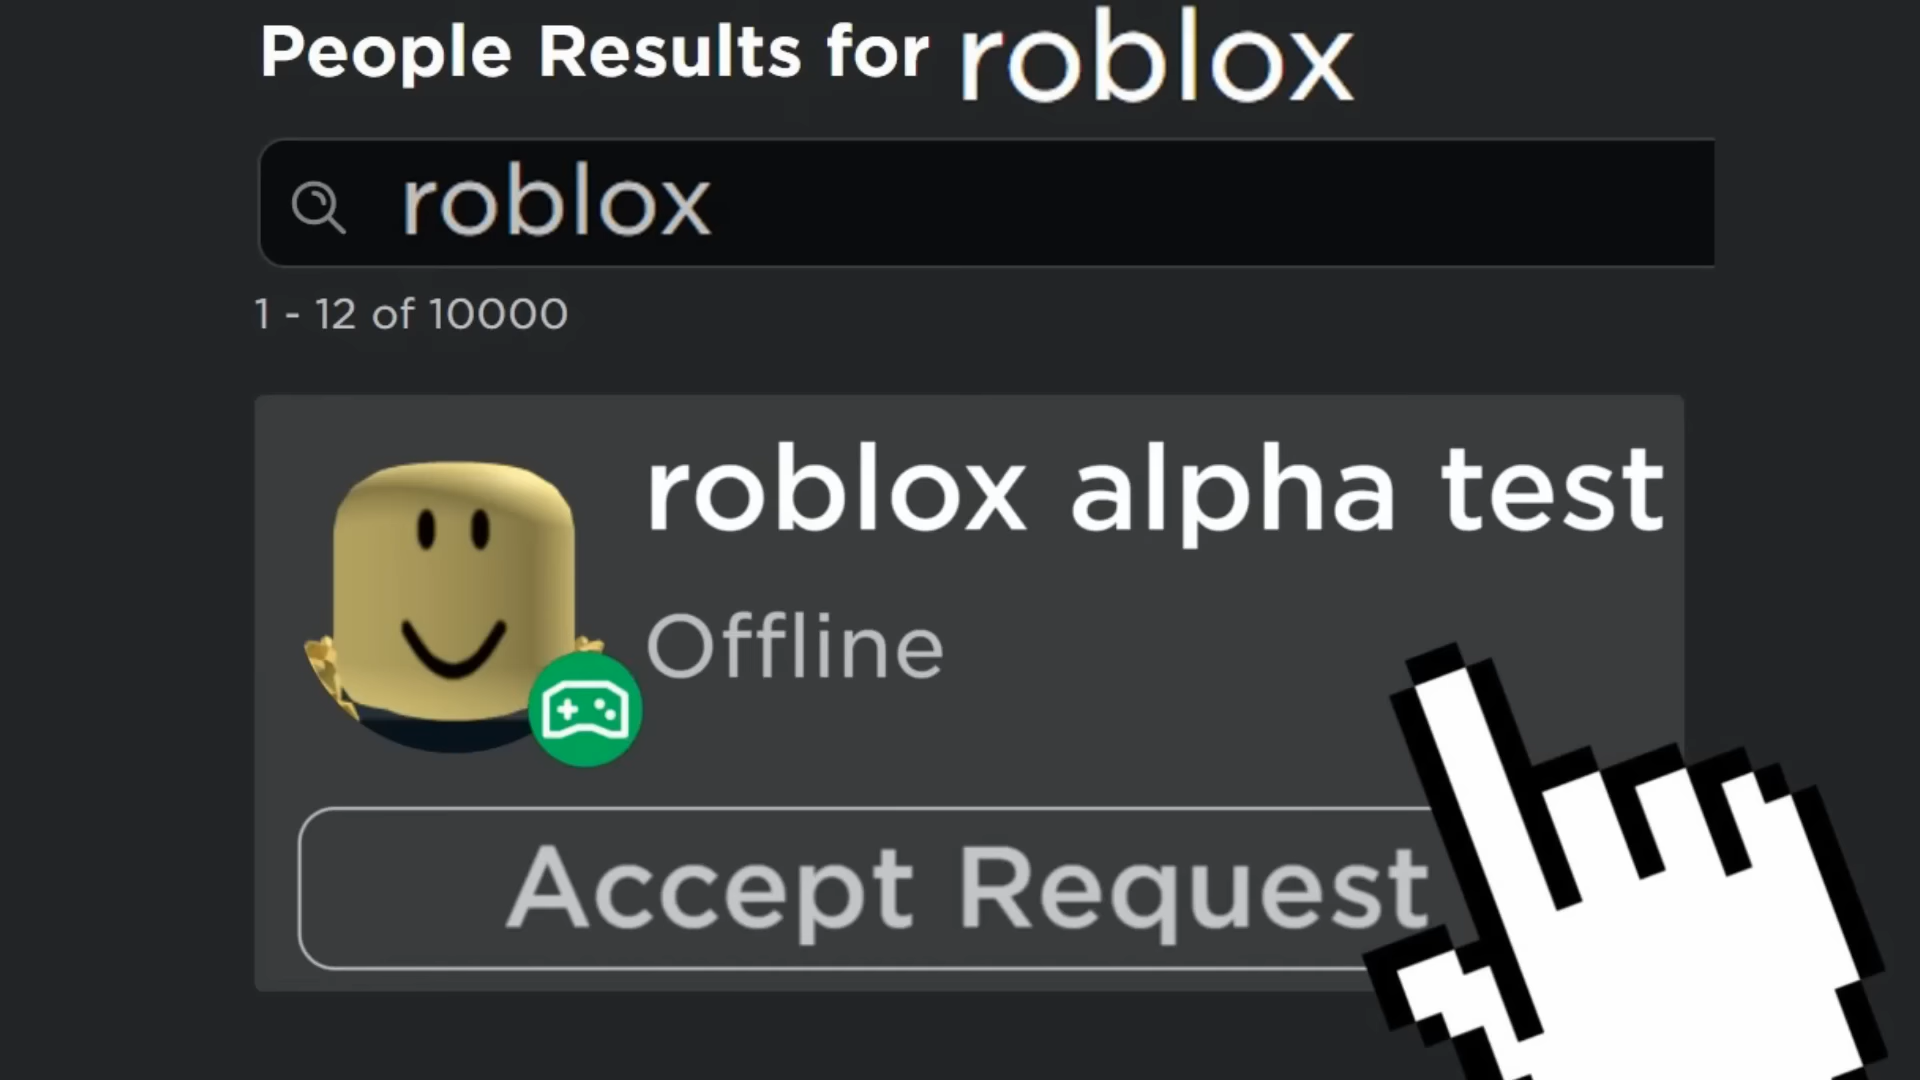 People Results for roblox
roblox
1 - 12 of 10000
roblox alpha test
Offline
Accept Request